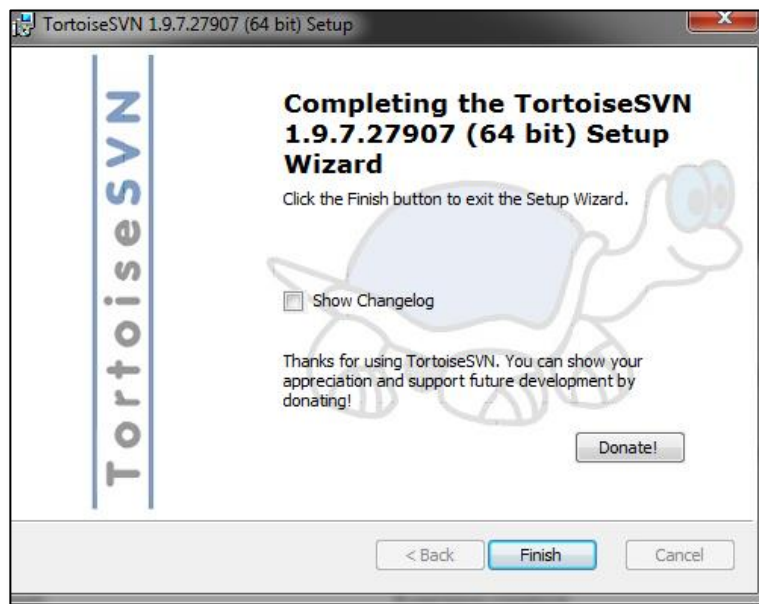 TortoiseSVN 1.9.7.27907 (64 bit) Setup
TortoiseSVN
Completing the TortoiseSVN
1.9.7.27907 (64 bit) Setup
Wizard
Click the Finish button to exit the Setup Wizard.
Show Changelog
Thanks for using TortoiseSVN. You can show your
appreciation and support future development by
donating!
Donate!
< Back
Finish
Cancel